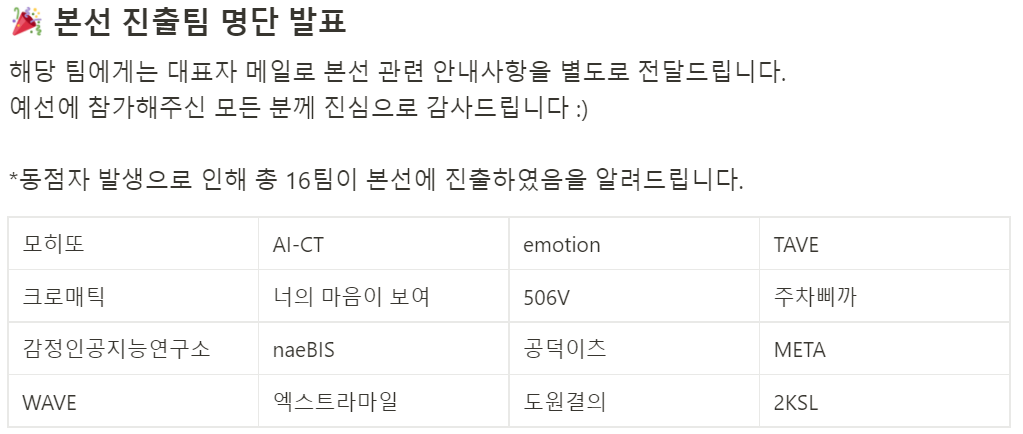 🎉 본선 진출팀 명단 발표
해당 팀에게는 대표자 메일로 본선 관련 안내사항을 별도로 전달드립니다.
예선에 참가해주신 모든 분께 진심으로 감사드립니다 :)
*동점자 발생으로 인해 총 16팀이 본선에 진출하였음을 알려드립니다.
모히또 AI-CT emotion TAVE
크로매틱 너의 마음이 보여 506V 주차삐까
감정인공지능연구소 naeBIS 공덕이츠 META
WAVE 엑스트라마일 도원결의 2KSL